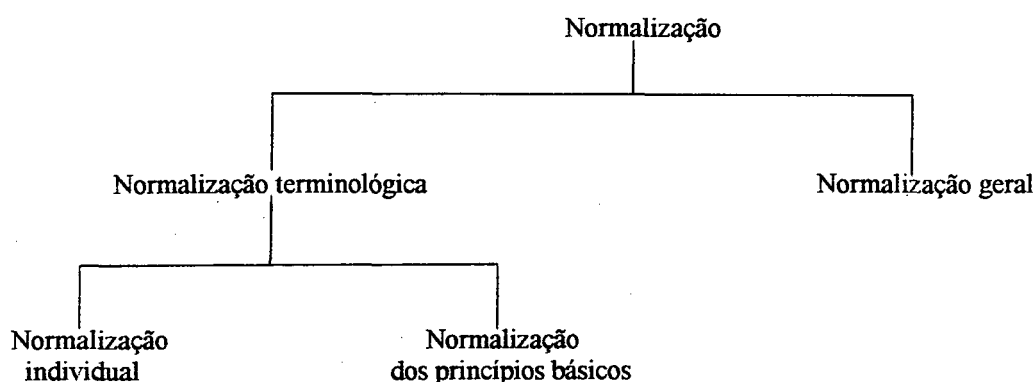 Normalização
Normalização terminológica
Normalização geral
Normalização
individual
Normalização
dos princípios básicos